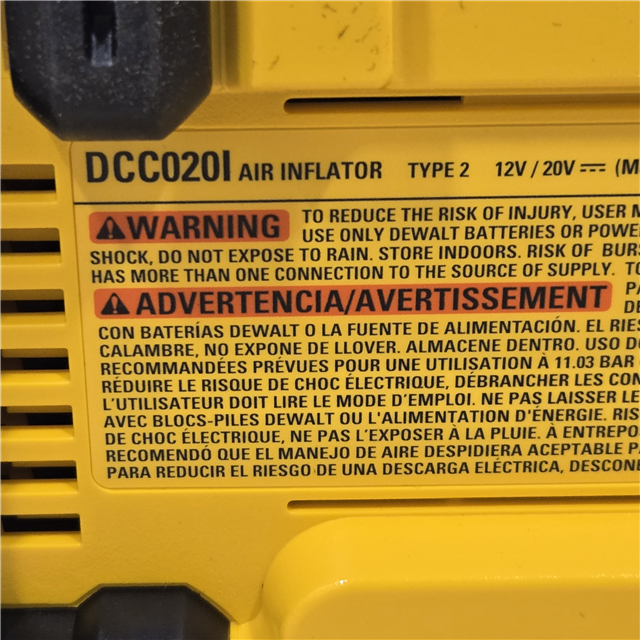 DCC020I AIR INFLATOR TYPE 2 12V / 20V ⎓ (M
⚠WARNING TO REDUCE THE RISK OF INJURY, USER
USE ONLY DEWALT BATTERIES OR POWE
SHOCK, DO NOT EXPOSE TO RAIN. STORE INDOORS. RISK OF BURS
HAS MORE THAN ONE CONNECTION TO THE SOURCE OF SUPPLY. TO
⚠ADVERTENCIA/AVERTISSEMENT PA
DE
CON BATERÍAS DEWALT O LA FUENTE DE ALIMENTACIÓN. EL RIES
CALAMBRE, NO EXPONE DE LLOVER. ALMACENE DENTRO. USO DO
RECOMMANDÉES PRÉVUES POUR UNE UTILISATION À 11.03 BAR
RÉDUIRE LE RISQUE DE CHOC ÉLECTRIQUE, DÉBRANCHER LES CON
L'UTILISATEUR DOIT LIRE LE MODE D'EMPLOI. NE PAS LAISSER LE
AVEC BLOCS-PILES DEWALT OU L'ALIMENTATION D'ÉNERGIE. RIS
DE CHOC ÉLECTRIQUE, NE PAS L'EXPOSER À LA PLUIE. À ENTREPO
RECOMENDÓ QUE EL MANEJO DE AIRE DESPIDIERA ACEPTABLE PA
PARA REDUCIR EL RIESGO DE UNA DESCARGA ELÉCTRICA, DESCONE